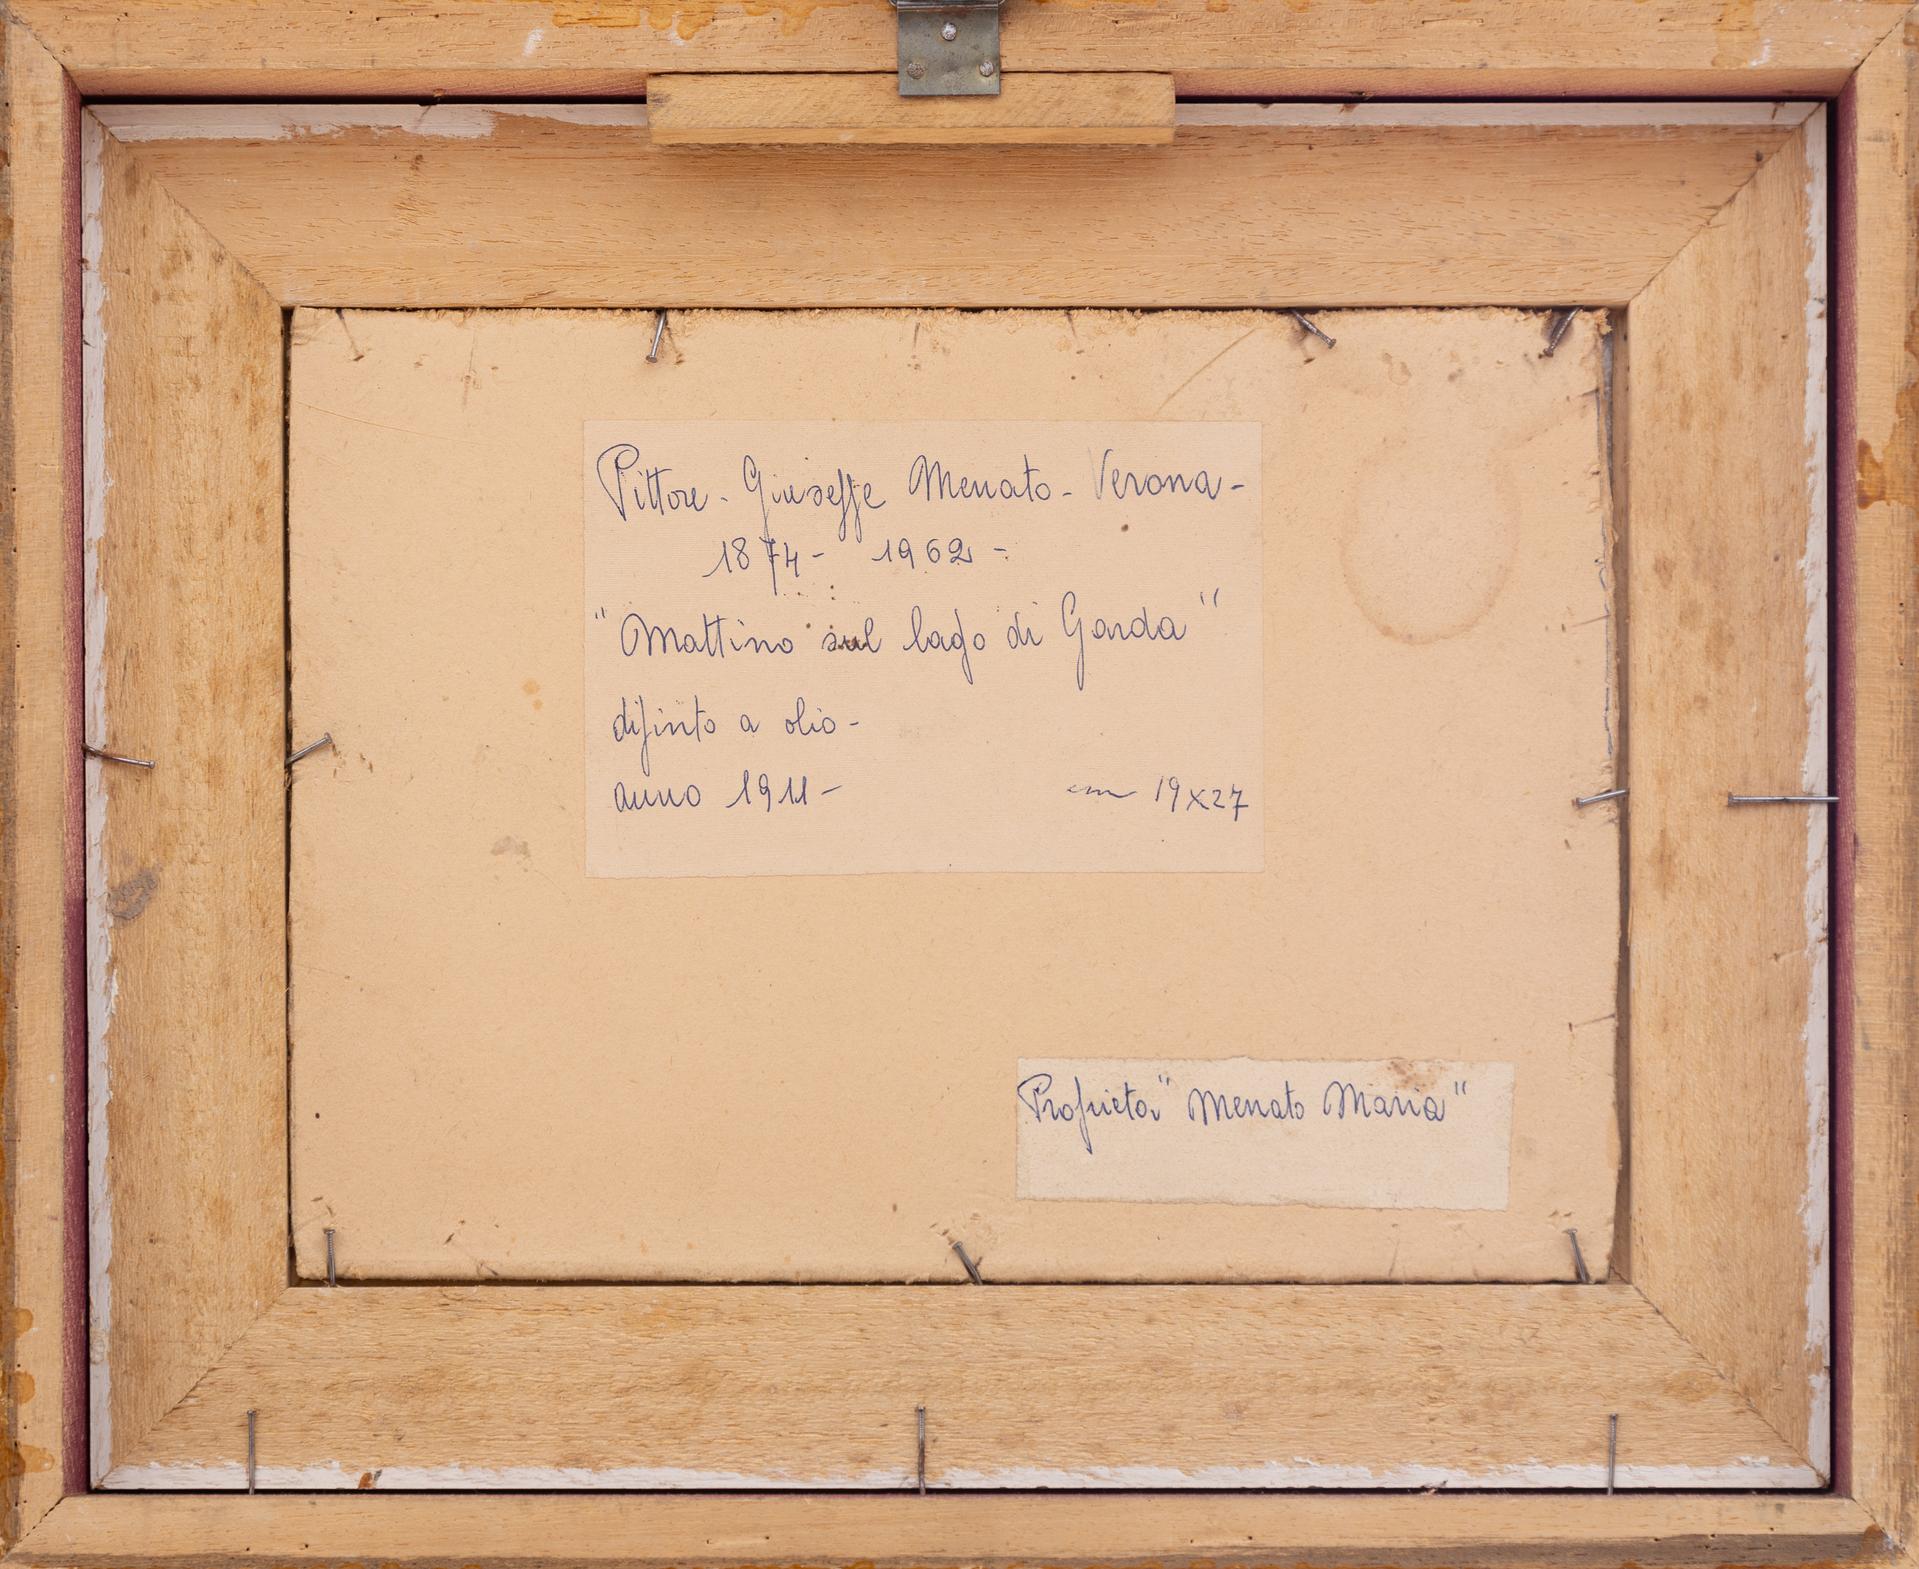 Pittore - Giuseppe Menato - Verona -
1874 - 1962 -
"Mattino sul lago di Garda"
dipinto a olio -
anno 1911 -
cm 19x27
Proprietà "Menato Maria"